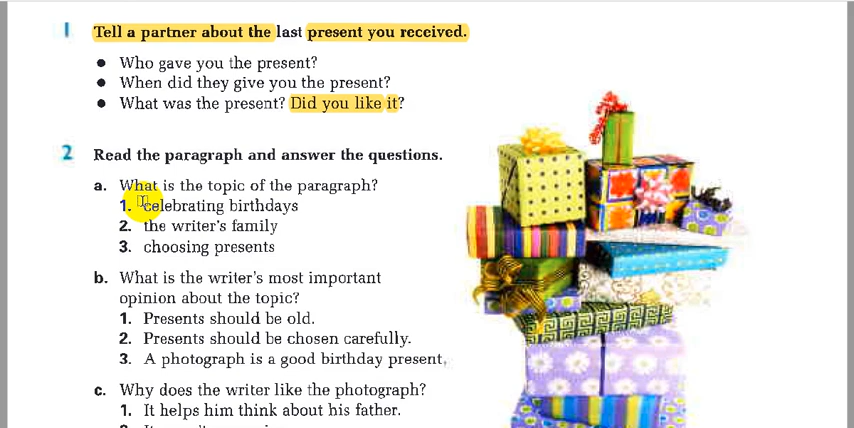 1 Tell a partner about the last present you received.
● Who gave you the present?
● When did they give you the present?
● What was the present? Did you like it?
2 Read the paragraph and answer the questions.
a. What is the topic of the paragraph?
1. celebrating birthdays
2. the writer's family
3. choosing presents
b. What is the writer's most important
opinion about the topic?
1. Presents should be old.
2. Presents should be chosen carefully.
3. A photograph is a good birthday present.
c. Why does the writer like the photograph?
1. It helps him think about his father.